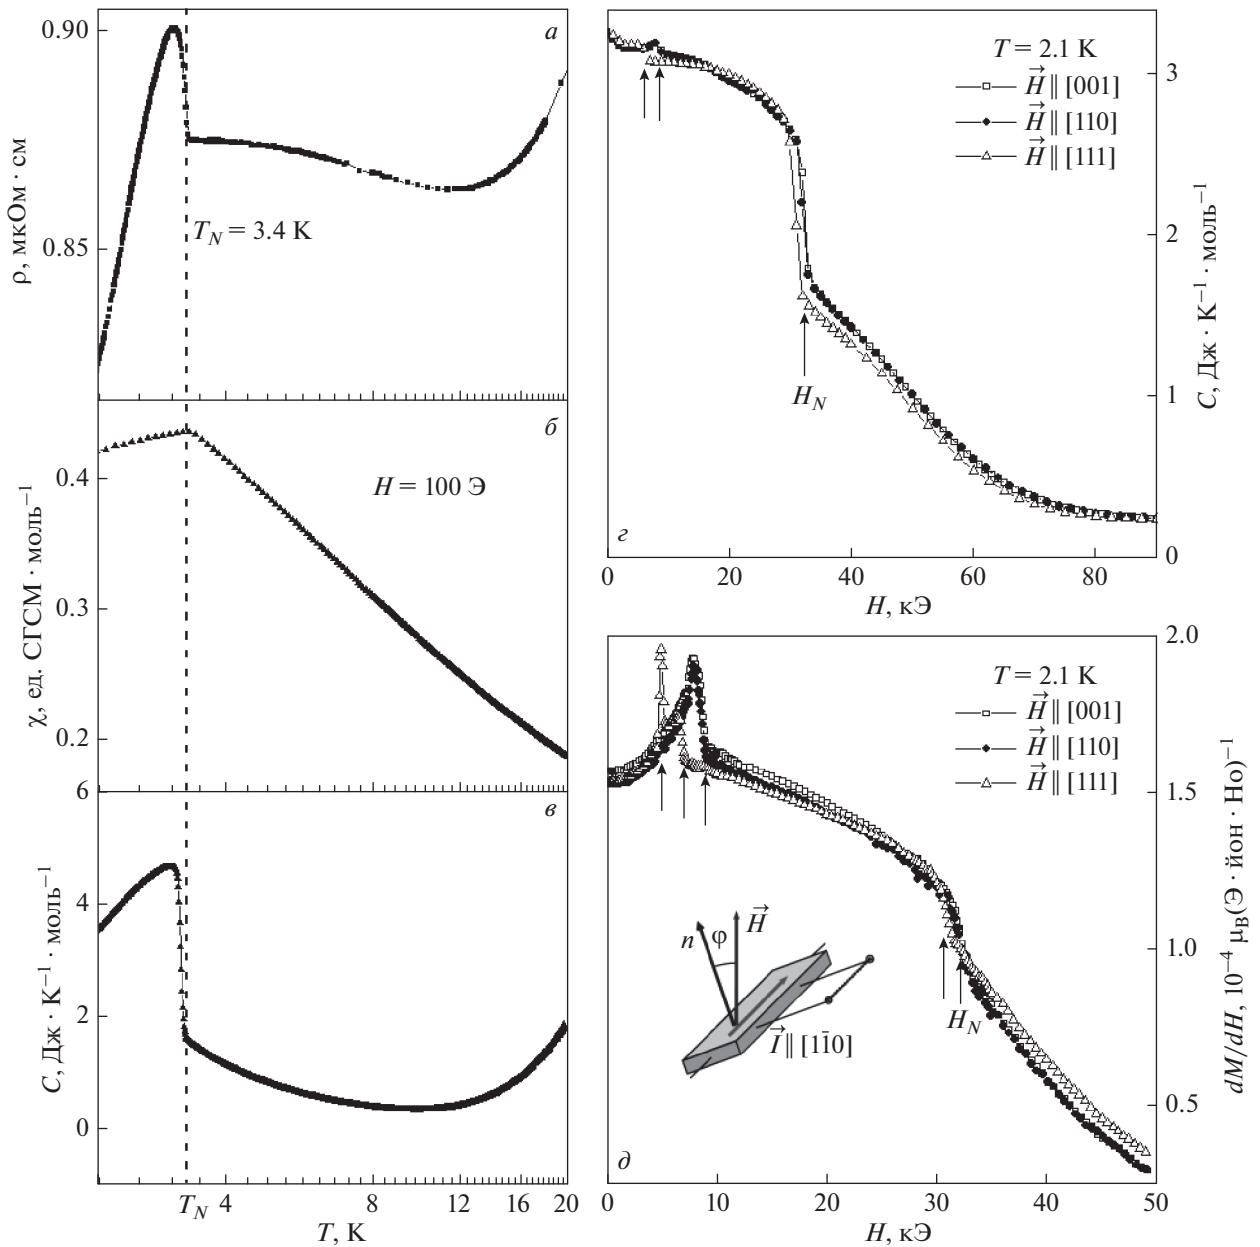 а
0.90
0.85
ρ, мкОм · см
T_N = 3.4 K
б
0.4
0.3
0.2
χ, ед. СГСМ · моль⁻¹
H = 100 Э
в
6
4
2
0
C, Дж · К⁻¹ · моль⁻¹
T_N 4 8 12 16 20
T, K
T = 2.1 K
H⃗ || [001]
H⃗ || [110]
H⃗ || [111]
3
2
1
0
C, Дж · К⁻¹ · моль⁻¹
H_N
г
0 20 40 60 80
H, кЭ
2.0
T = 2.1 K
H⃗ || [001]
H⃗ || [110]
H⃗ || [111]
1.5
1.0
0.5
dM/dH, 10⁻⁴ μ_B(Э · йон · Ho)⁻¹
n φ H⃗
I⃗ || [11̄0]
H_N
д
0 10 20 30 40 50
H, кЭ